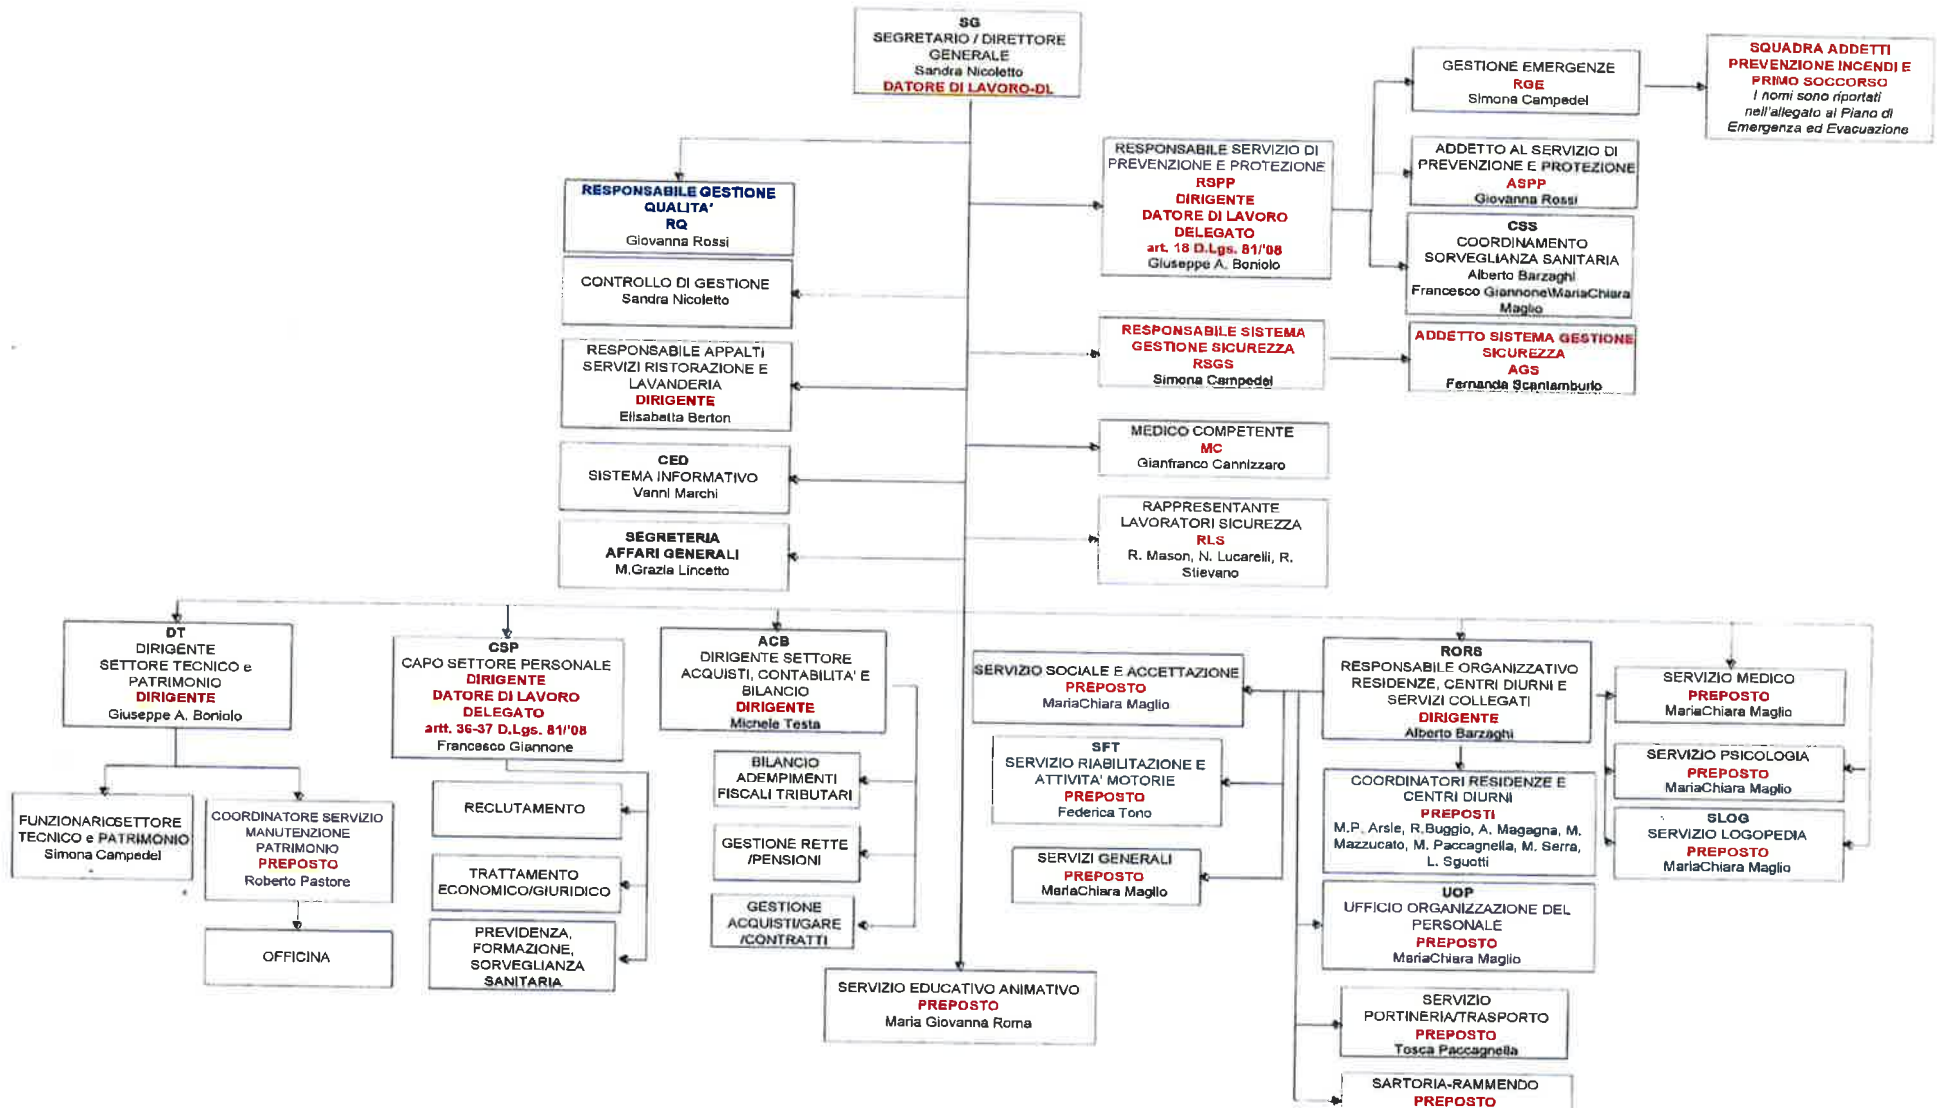 SG
SEGRETARIO / DIRETTORE
GENERALE
Sandra Nicoletto
DATORE DI LAVORO-DL
GESTIONE EMERGENZE
RGE
Simona Campedel
SQUADRA ADDETTI
PREVENZIONE INCENDI E
PRIMO SOCCORSO
I nomi sono riportati
nell'allegato al Piano di
Emergenza ed Evacuazione
RESPONSABILE SERVIZIO DI
PREVENZIONE E PROTEZIONE
RSPP
DIRIGENTE
DATORE DI LAVORO
DELEGATO
art. 18 D.Lgs. 81/'08
Giuseppe A. Boniolo
ADDETTO AL SERVIZIO DI
PREVENZIONE E PROTEZIONE
ASPP
Giovanna Rossi
RESPONSABILE GESTIONE
QUALITA'
RQ
Giovanna Rossi
CSS
COORDINAMENTO
SORVEGLIANZA SANITARIA
Alberto Barzaghi
Francesco Giannone\MariaChiara
Maglio
CONTROLLO DI GESTIONE
Sandra Nicoletto
RESPONSABILE SISTEMA
GESTIONE SICUREZZA
RSGS
Simona Campedel
ADDETTO SISTEMA GESTIONE
SICUREZZA
AGS
Fernanda Scantamburlo
RESPONSABILE APPALTI
SERVIZI RISTORAZIONE E
LAVANDERIA
DIRIGENTE
Elisabetta Berton
MEDICO COMPETENTE
MC
Gianfranco Cannizzaro
CED
SISTEMA INFORMATIVO
Vanni Marchi
RAPPRESENTANTE
LAVORATORI SICUREZZA
RLS
R. Mason, N. Lucarelli, R.
Stievano
SEGRETERIA
AFFARI GENERALI
M.Grazia Lincetto
DT
DIRIGENTE
SETTORE TECNICO e
PATRIMONIO
DIRIGENTE
Giuseppe A. Boniolo
CSP
CAPO SETTORE PERSONALE
DIRIGENTE
DATORE DI LAVORO
DELEGATO
artt. 36-37 D.Lgs. 81/'08
Francesco Giannone
ACB
DIRIGENTE SETTORE
ACQUISTI, CONTABILITA' E
BILANCIO
DIRIGENTE
Michele Testa
SERVIZIO SOCIALE E ACCETTAZIONE
PREPOSTO
MariaChiara Maglio
RORS
RESPONSABILE ORGANIZZATIVO
RESIDENZE, CENTRI DIURNI E
SERVIZI COLLEGATI
DIRIGENTE
Alberto Barzaghi
SERVIZIO MEDICO
PREPOSTO
MariaChiara Maglio
SFT
SERVIZIO RIABILITAZIONE E
ATTIVITA' MOTORIE
PREPOSTO
Federica Tono
SERVIZIO PSICOLOGIA
PREPOSTO
MariaChiara Maglio
BILANCIO
ADEMPIMENTI
FISCALI TRIBUTARI
COORDINATORI RESIDENZE E
CENTRI DIURNI
PREPOSTI
M.P. Arsie, R.Buggio, A. Magagna, M.
Mazzucato, M. Paccagnella, M. Serra,
L. Sguotti
RECLUTAMENTO
FUNZIONARIOSETTORE
TECNICO e PATRIMONIO
Simona Campedel
COORDINATORE SERVIZIO
MANUTENZIONE
PATRIMONIO
PREPOSTO
Roberto Pastore
SLOG
SERVIZIO LOGOPEDIA
PREPOSTO
MariaChiara Maglio
GESTIONE RETTE
/PENSIONI
SERVIZI GENERALI
PREPOSTO
MariaChiara Maglio
TRATTAMENTO
ECONOMICO/GIURIDICO
UOP
UFFICIO ORGANIZZAZIONE DEL
PERSONALE
PREPOSTO
MariaChiara Maglio
GESTIONE
ACQUISTI/GARE
/CONTRATTI
OFFICINA
PREVIDENZA,
FORMAZIONE,
SORVEGLIANZA
SANITARIA
SERVIZIO EDUCATIVO ANIMATIVO
PREPOSTO
Maria Giovanna Roma
SERVIZIO
PORTINERIA/TRASPORTO
PREPOSTO
Tosca Paccagnella
SARTORIA-RAMMENDO
PREPOSTO